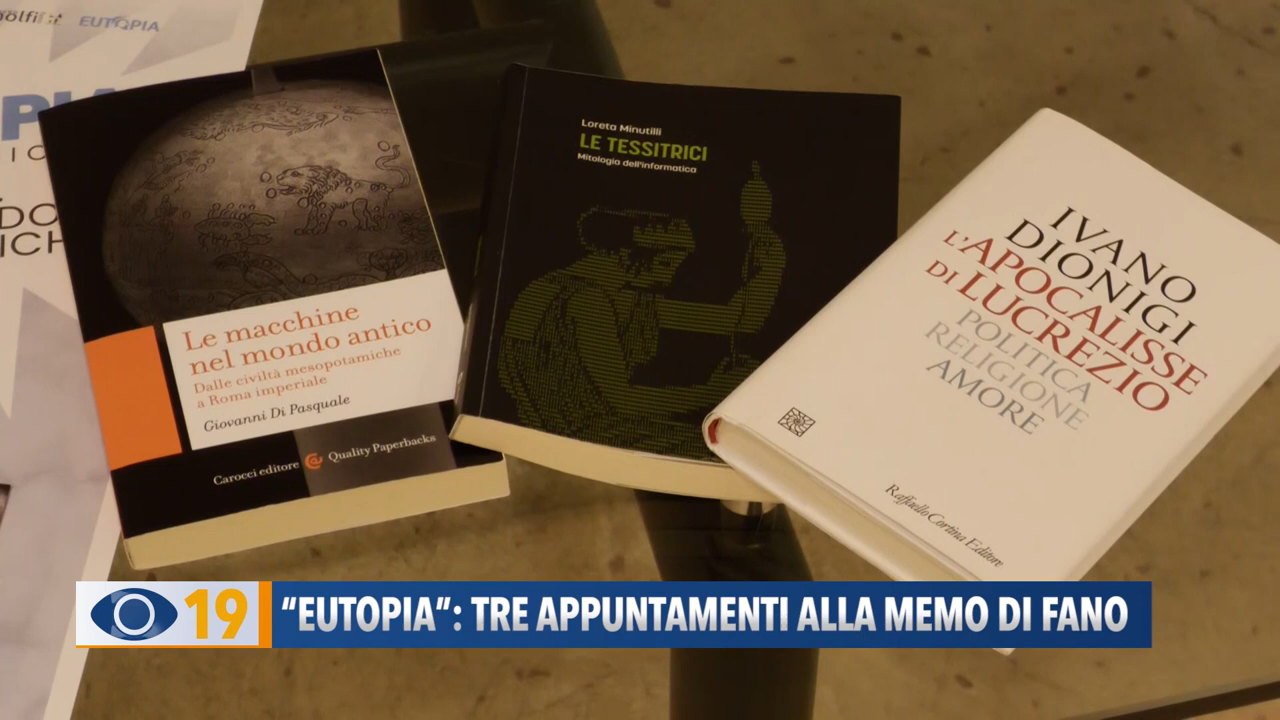 EUTOPIA
Le macchine
nel mondo antico
Dalle civiltà mesopotamiche
a Roma imperiale
Giovanni Di Pasquale
Carocci editore
Quality Paperbacks
Loreta Minutilli
LE TESSITRICI
Mitologia dell'informatica
IVANO
DIONIGI
L'APOCALISSE
DI LUCREZIO
POLITICA
RELIGIONE
AMORE
Raffaello Cortina Editore
19
“EUTOPIA“: TRE APPUNTAMENTI ALLA MEMO DI FANO